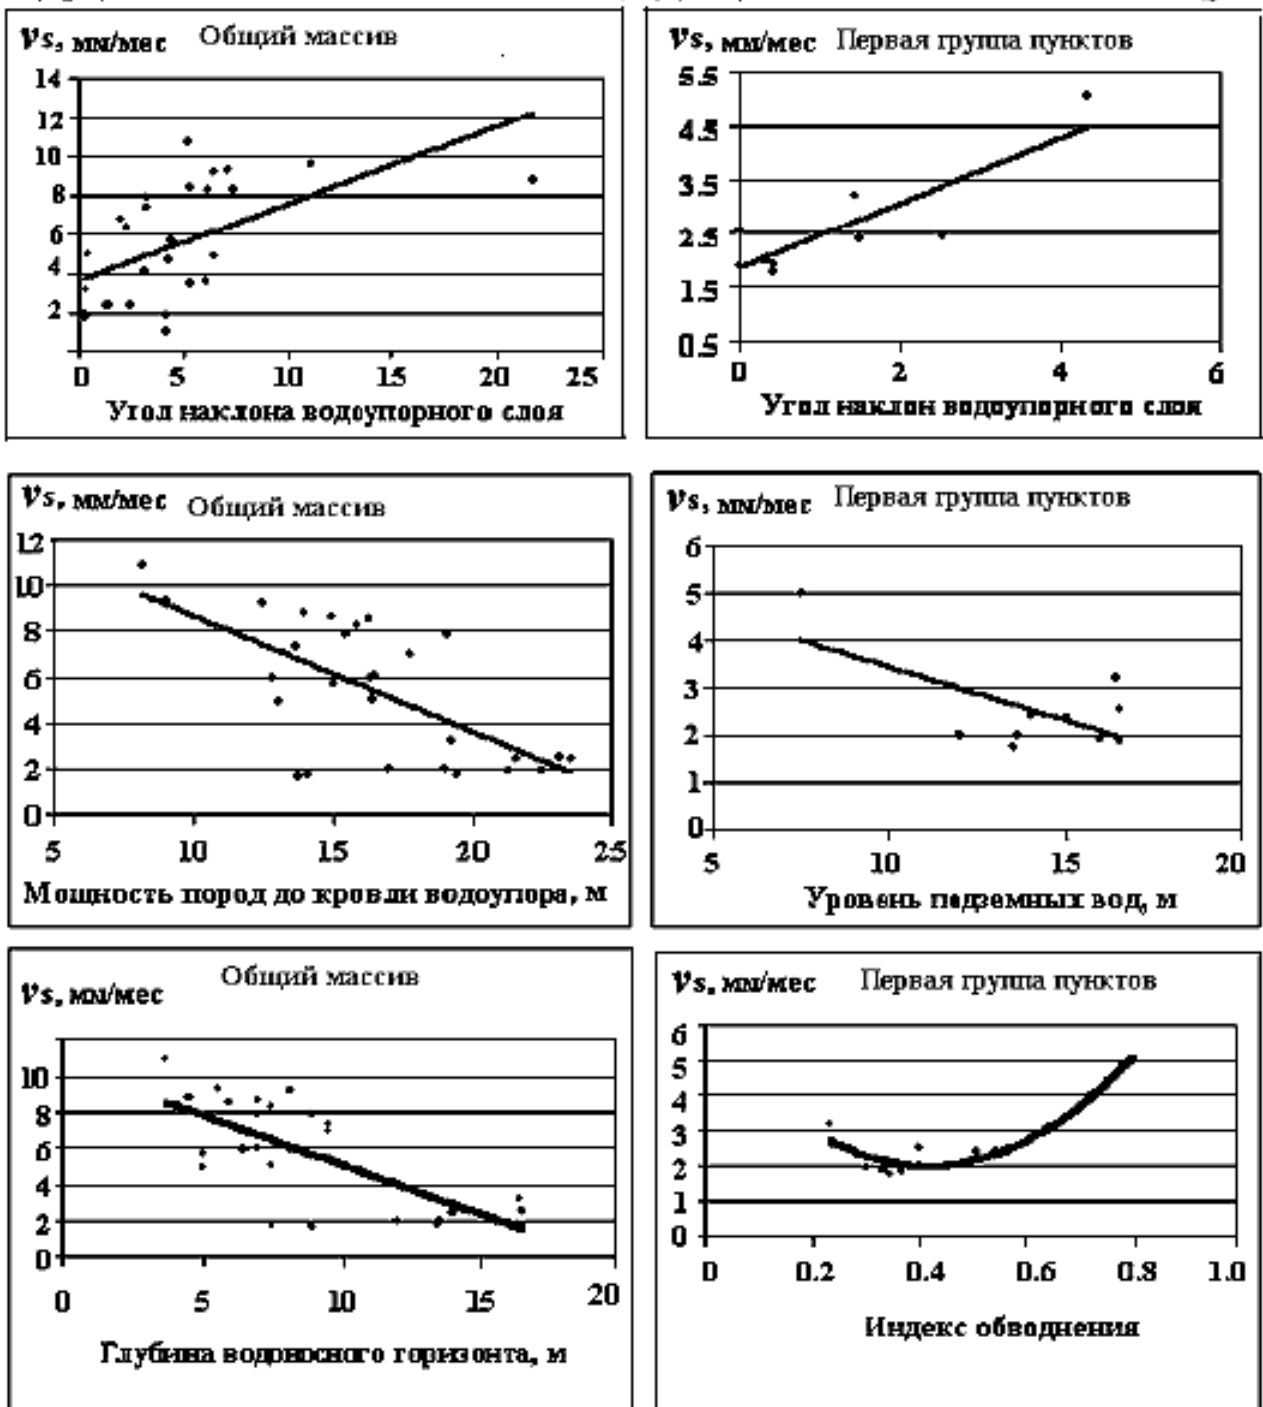 Vs, мм/мес Общий массив
14
12
10
8
6
4
2
0 5 10 15 20 25
Угол наклона водоупорного слоя
Vs, мм/мес Первая группа пунктов
5.5
4.5
3.5
2.5
1.5
0.5
0 2 4 6
Угол наклон водоупорного слоя
Vs, мм/мес Общий массив
12
10
8
6
4
2
0
5 10 15 20 25
Мощность пород до кровли водоупора, м
Vs, мм/мес Первая группа пунктов
6
5
4
3
2
1
0
5 10 15 20
Уровень подземных вод, м
Общий массив
Vs, мм/мес
10
8
6
4
2
0
0 5 10 15 20
Глубина водоносного горизонта, м
Vs, мм/мес Первая группа пунктов
6
5
4
3
2
1
0
0 0.2 0.4 0.6 0.8 1.0
Индекс обводнения